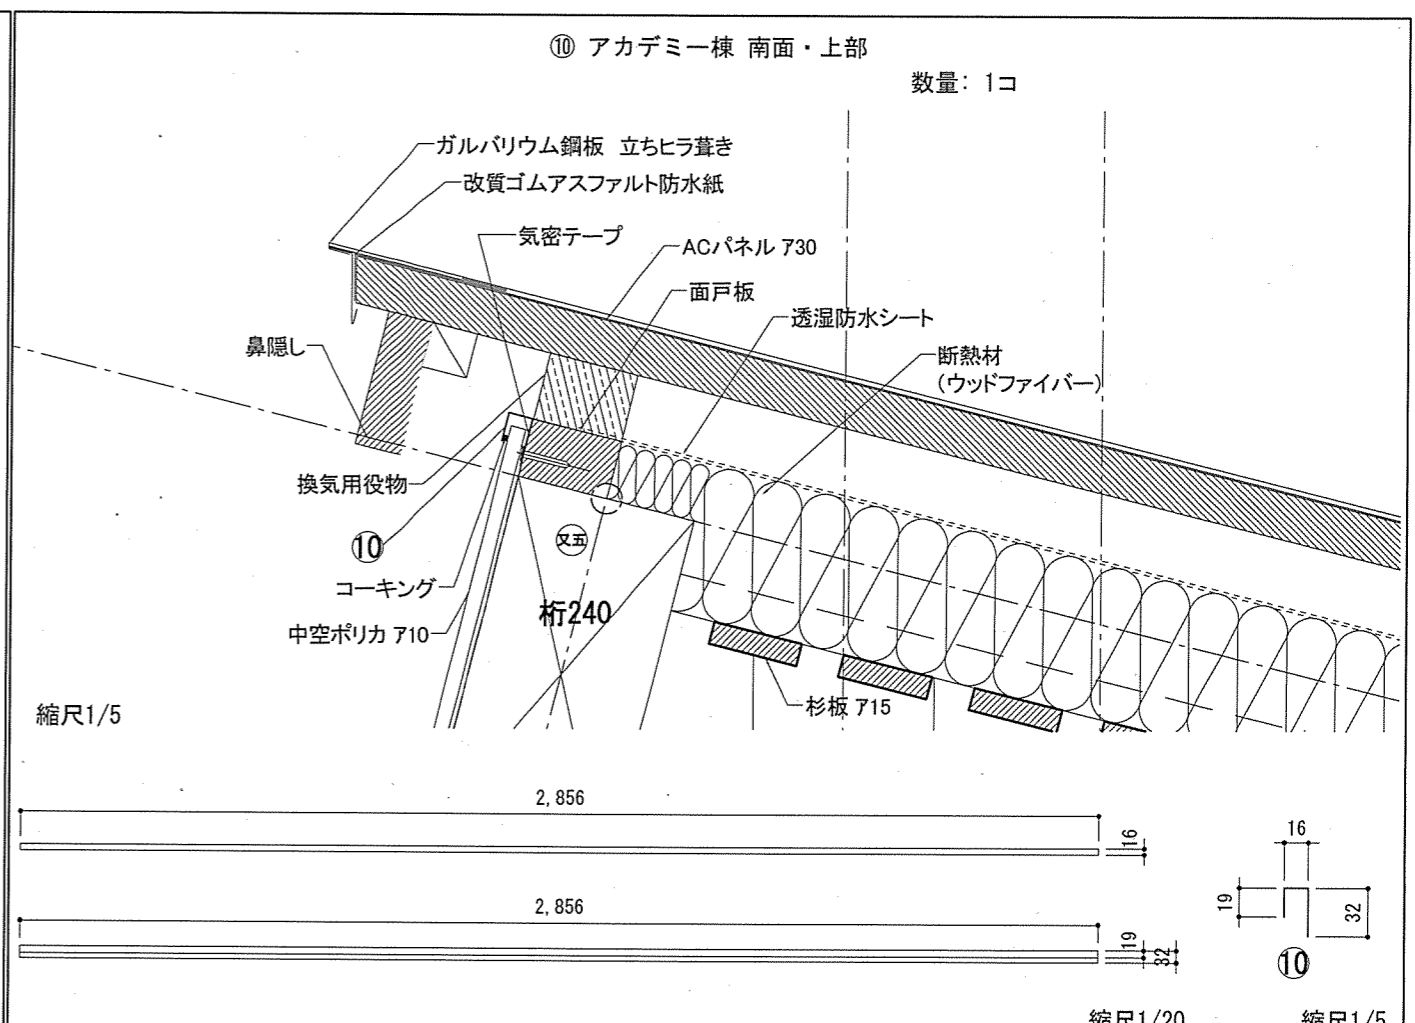 ⑩ アカデミー棟 南面・上部
数量: 1コ
ガルバリウム鋼板 立ちヒラ葺き
改質ゴムアスファルト防水紙
気密テープ
ACパネル ア30
面戸板
透湿防水シート
断熱材
(ウッドファイバー)
鼻隠し
換気用役物
⑩
コーキング
中空ポリカ ア10
又五
桁240
杉板 ア15
縮尺1/5
2,856
16
2,856
19
32
16
19
32
⑩
縮尺1/20
縮尺1/5